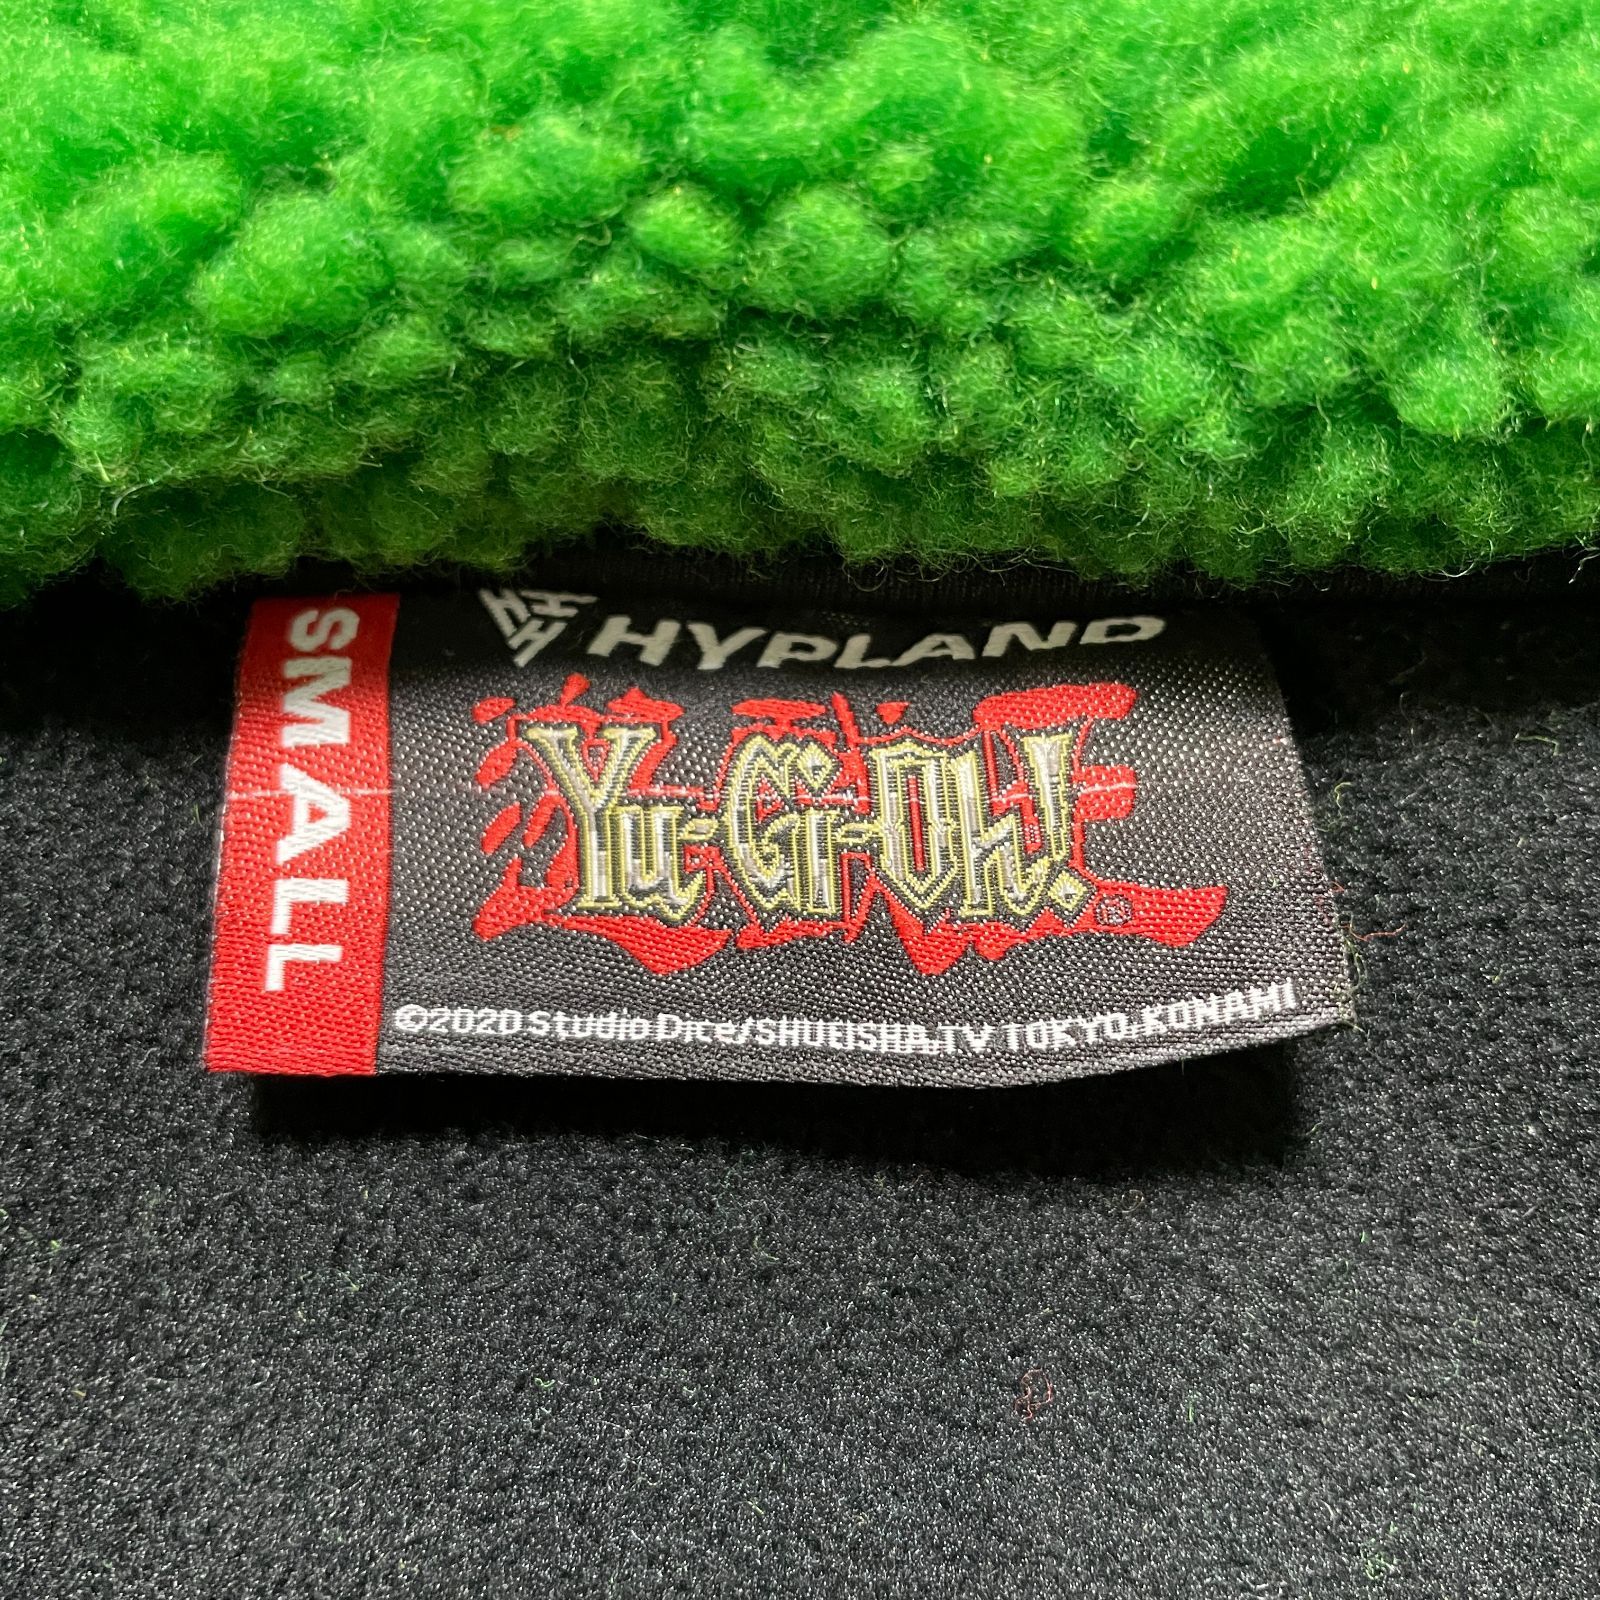 SMALL
HYPLAND
Yu-Gi-Oh!
®
©2020 Studio Dice/SHUEISHA,TV TOKYO,KONAMI